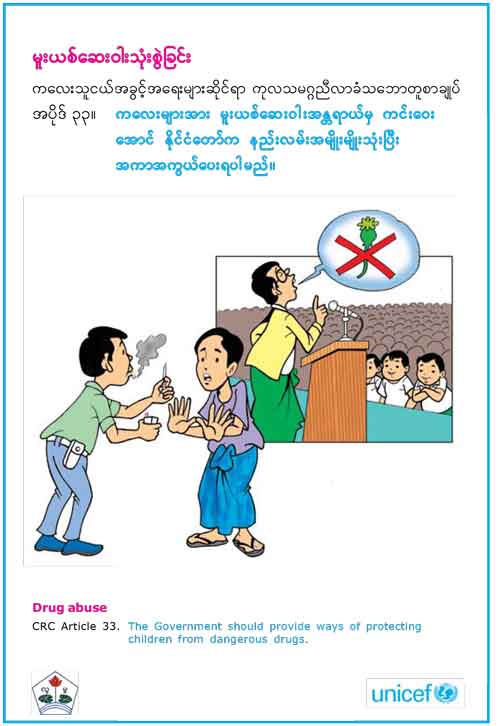 မူးယစ်ဆေးဝါးသုံးစွဲခြင်း
ကလေးသူငယ်အခွင့်အရေးများဆိုင်ရာ ကုလသမဂ္ဂညီလာခံသဘောတူစာချုပ်
အပိုဒ် ၃၃။ ကလေးများအား မူးယစ်ဆေးဝါးအန္တရာယ်မှ ကင်းဝေး
အောင် နိုင်ငံတော်က နည်းလမ်းအမျိုးမျိုးသုံးပြီး
အကာအကွယ်ပေးရပါမည်။
Drug abuse
CRC Article 33. The Government should provide ways of protecting
children from dangerous drugs.
unicef